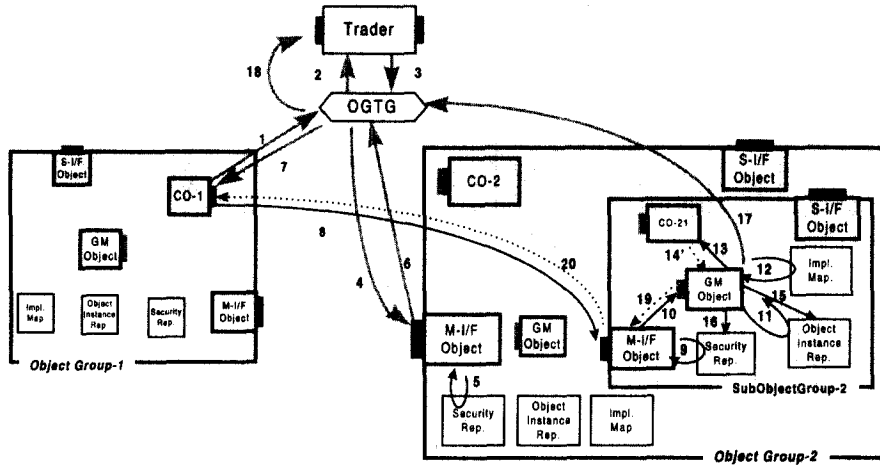 Trader
18
2
3
OGTG
1
7
S-I/F
Object
CO-1
GM
Object
Impl.
Map
Object
Instance
Rep
Security
Rep.
M-I/F
Object
Object Group-1
8
4
6
20
17
CO-2
S-I/F
Object
S-I/F
Object
CO-21
13
14'
12
Impl.
Map.
GM
Object
15
11
19.
10
16
M-I/F
Object
9
Security
Rep.
Object
Instance
Rep.
SubObjectGroup-2
M-I/F
Object
GM
Object
5
Security
Rep.
Object
Instance
Rep.
Impl.
Map
Object Group-2